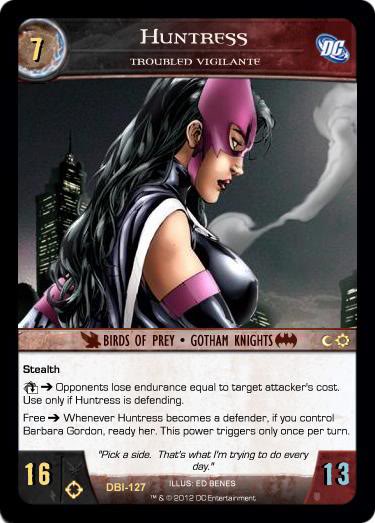 7
HUNTRESS
TROUBLED VIGILANTE
DC
BIRDS OF PREY • GOTHAM KNIGHTS
Stealth
➔ Opponents lose endurance equal to target attacker's cost.
Use only if Huntress is defending.
Free ➔ Whenever Huntress becomes a defender, if you control
Barbara Gordon, ready her. This power triggers only once per turn.
"Pick a side. That's what I'm trying to do every
day."
16
DBI-127
ILLUS: ED BENES
™ & © 2012 DC Entertainment
13